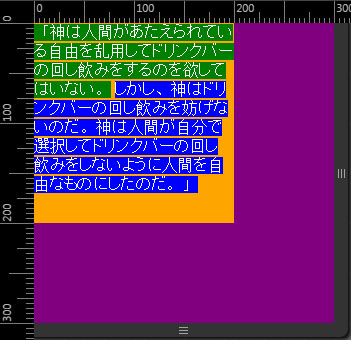 0 100 200 300
0
100
200
300
「神は人間があたえられてい
る自由を乱用してドリンクバー
の回し飲みをするのを欲して
はいない。しかし、神はドリ
ンクバーの回し飲みを妨げな
いのだ。神は人間が自分で
選択してドリンクバーの回し
飲みをしないように人間を自
由なものにしたのだ。」